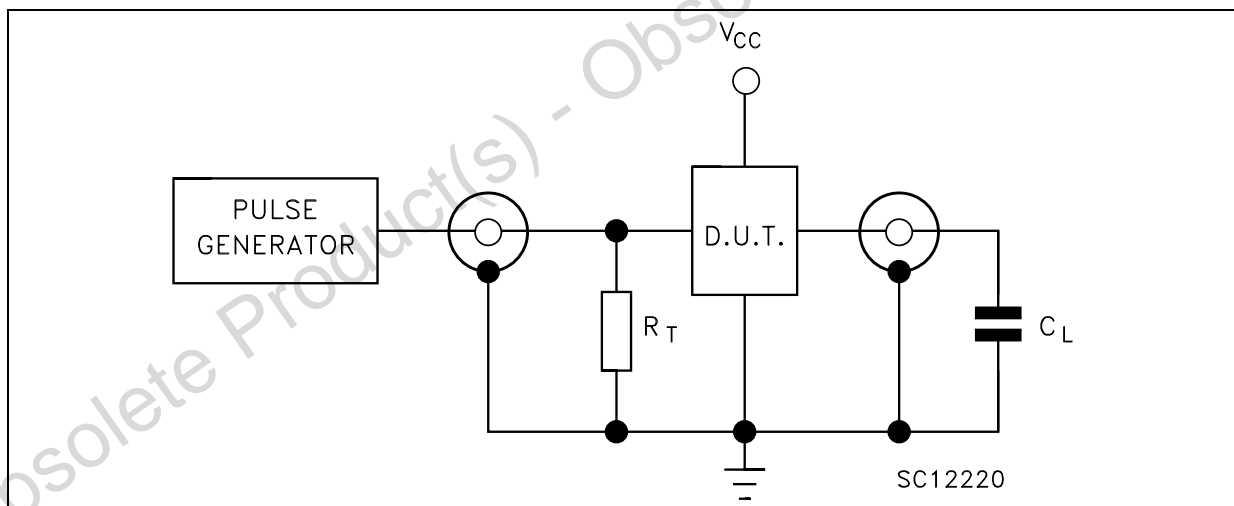 Obsolete Product(s) - Obso
V_CC
PULSE
GENERATOR
D.U.T.
R_T
C_L
SC12220